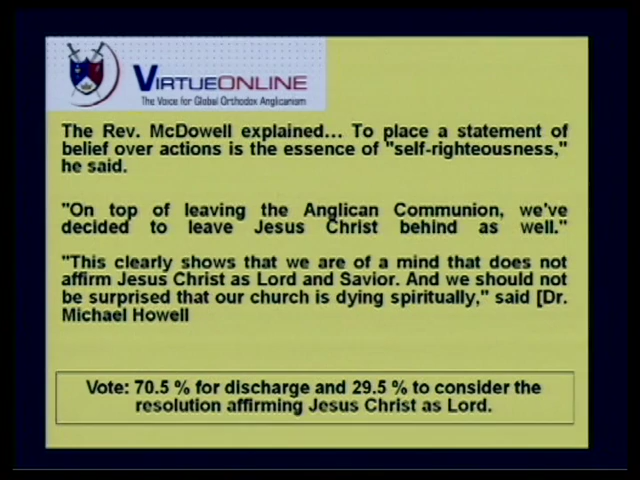 VIRTUEONLINE
The Voice for Global Orthodox Anglicanism
The Rev. McDowell explained... To place a statement of
belief over actions is the essence of "self-righteousness,"
he said.
"On top of leaving the Anglican Communion, we've
decided to leave Jesus Christ behind as well."
"This clearly shows that we are of a mind that does not
affirm Jesus Christ as Lord and Savior. And we should not
be surprised that our church is dying spiritually," said [Dr.
Michael Howell
Vote: 70.5 % for discharge and 29.5 % to consider the
resolution affirming Jesus Christ as Lord.